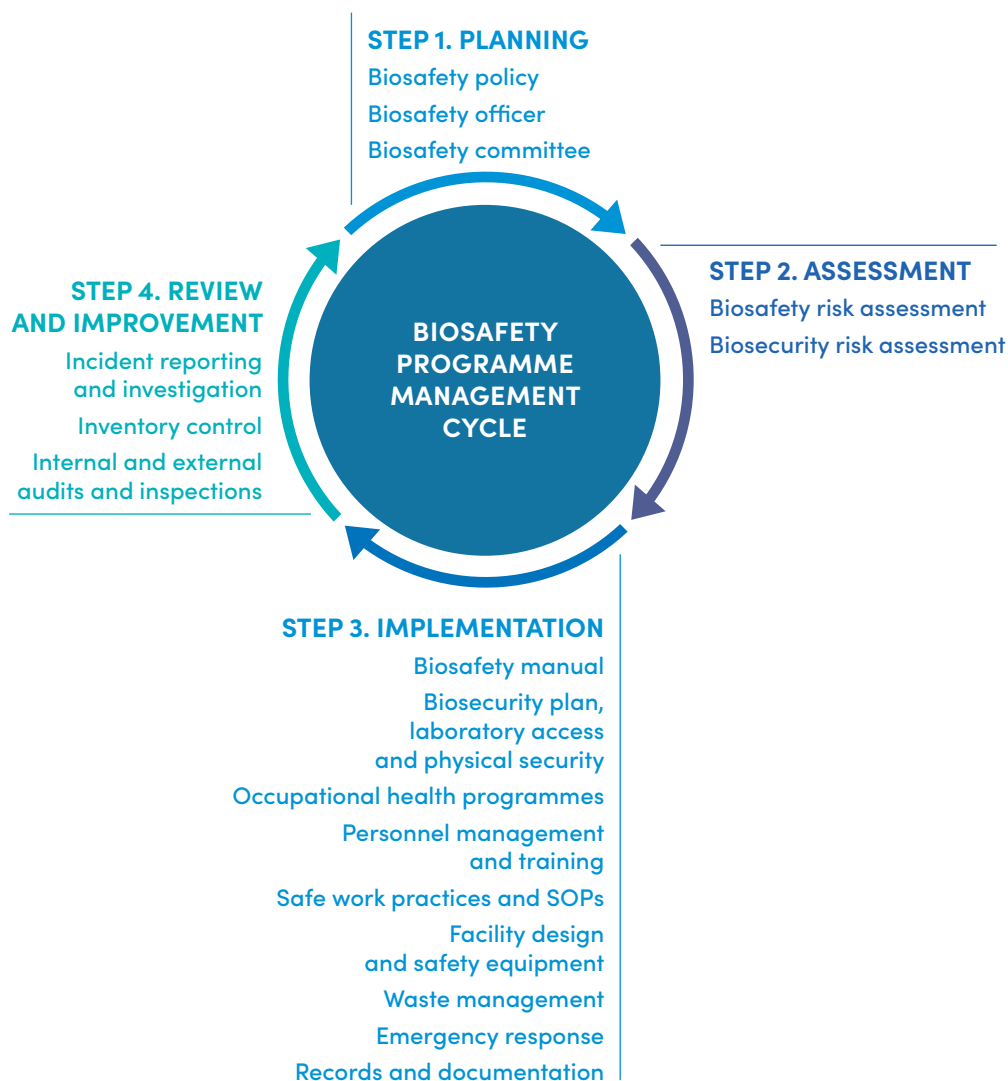 STEP 1. PLANNING
Biosafety policy
Biosafety officer
Biosafety committee
STEP 2. ASSESSMENT
Biosafety risk assessment
Biosecurity risk assessment
STEP 4. REVIEW
AND IMPROVEMENT
Incident reporting
and investigation
Inventory control
Internal and external
audits and inspections
BIOSAFETY
PROGRAMME
MANAGEMENT
CYCLE
STEP 3. IMPLEMENTATION
Biosafety manual
Biosecurity plan,
laboratory access
and physical security
Occupational health programmes
Personnel management
and training
Safe work practices and SOPs
Facility design
and safety equipment
Waste management
Emergency response
Records and documentation